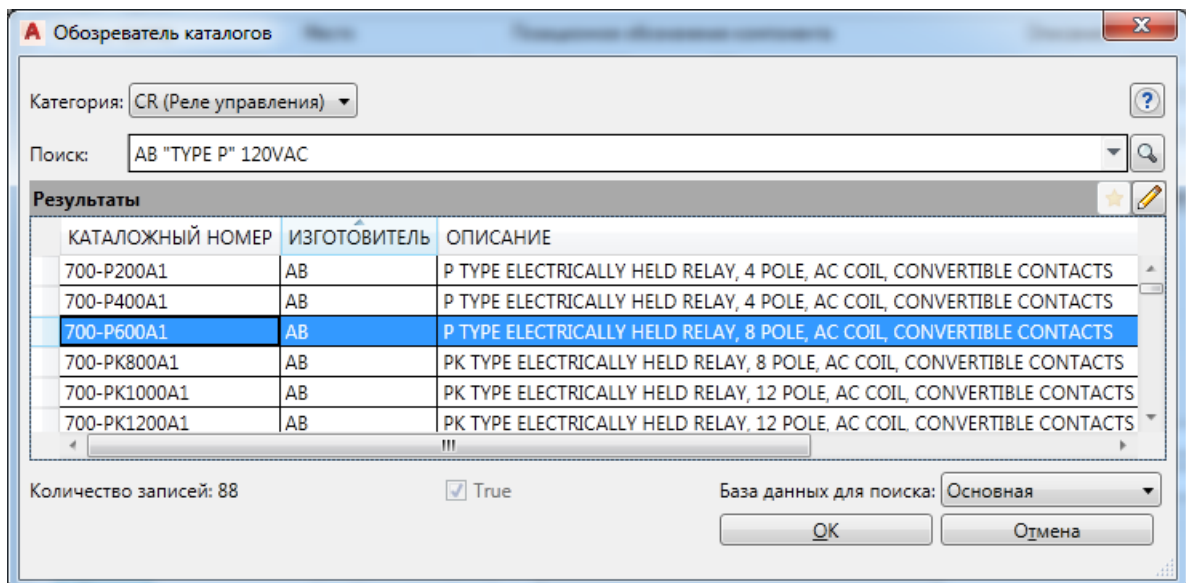 Обозреватель каталогов
Категория: CR (Реле управления)
Поиск: AB "TYPE P" 120VAC
Результаты
КАТАЛОЖНЫЙ НОМЕР ИЗГОТОВИТЕЛЬ ОПИСАНИЕ
700-P200A1 AB P TYPE ELECTRICALLY HELD RELAY, 4 POLE, AC COIL, CONVERTIBLE CONTACTS
700-P400A1 AB P TYPE ELECTRICALLY HELD RELAY, 4 POLE, AC COIL, CONVERTIBLE CONTACTS
700-P600A1 AB P TYPE ELECTRICALLY HELD RELAY, 8 POLE, AC COIL, CONVERTIBLE CONTACTS
700-PK800A1 AB PK TYPE ELECTRICALLY HELD RELAY, 8 POLE, AC COIL, CONVERTIBLE CONTACTS
700-PK1000A1 AB PK TYPE ELECTRICALLY HELD RELAY, 12 POLE, AC COIL, CONVERTIBLE CONTACTS
700-PK1200A1 AB PK TYPE ELECTRICALLY HELD RELAY, 12 POLE, AC COIL, CONVERTIBLE CONTACTS
Количество записей: 88 True База данных для поиска: Основная
OK Отмена